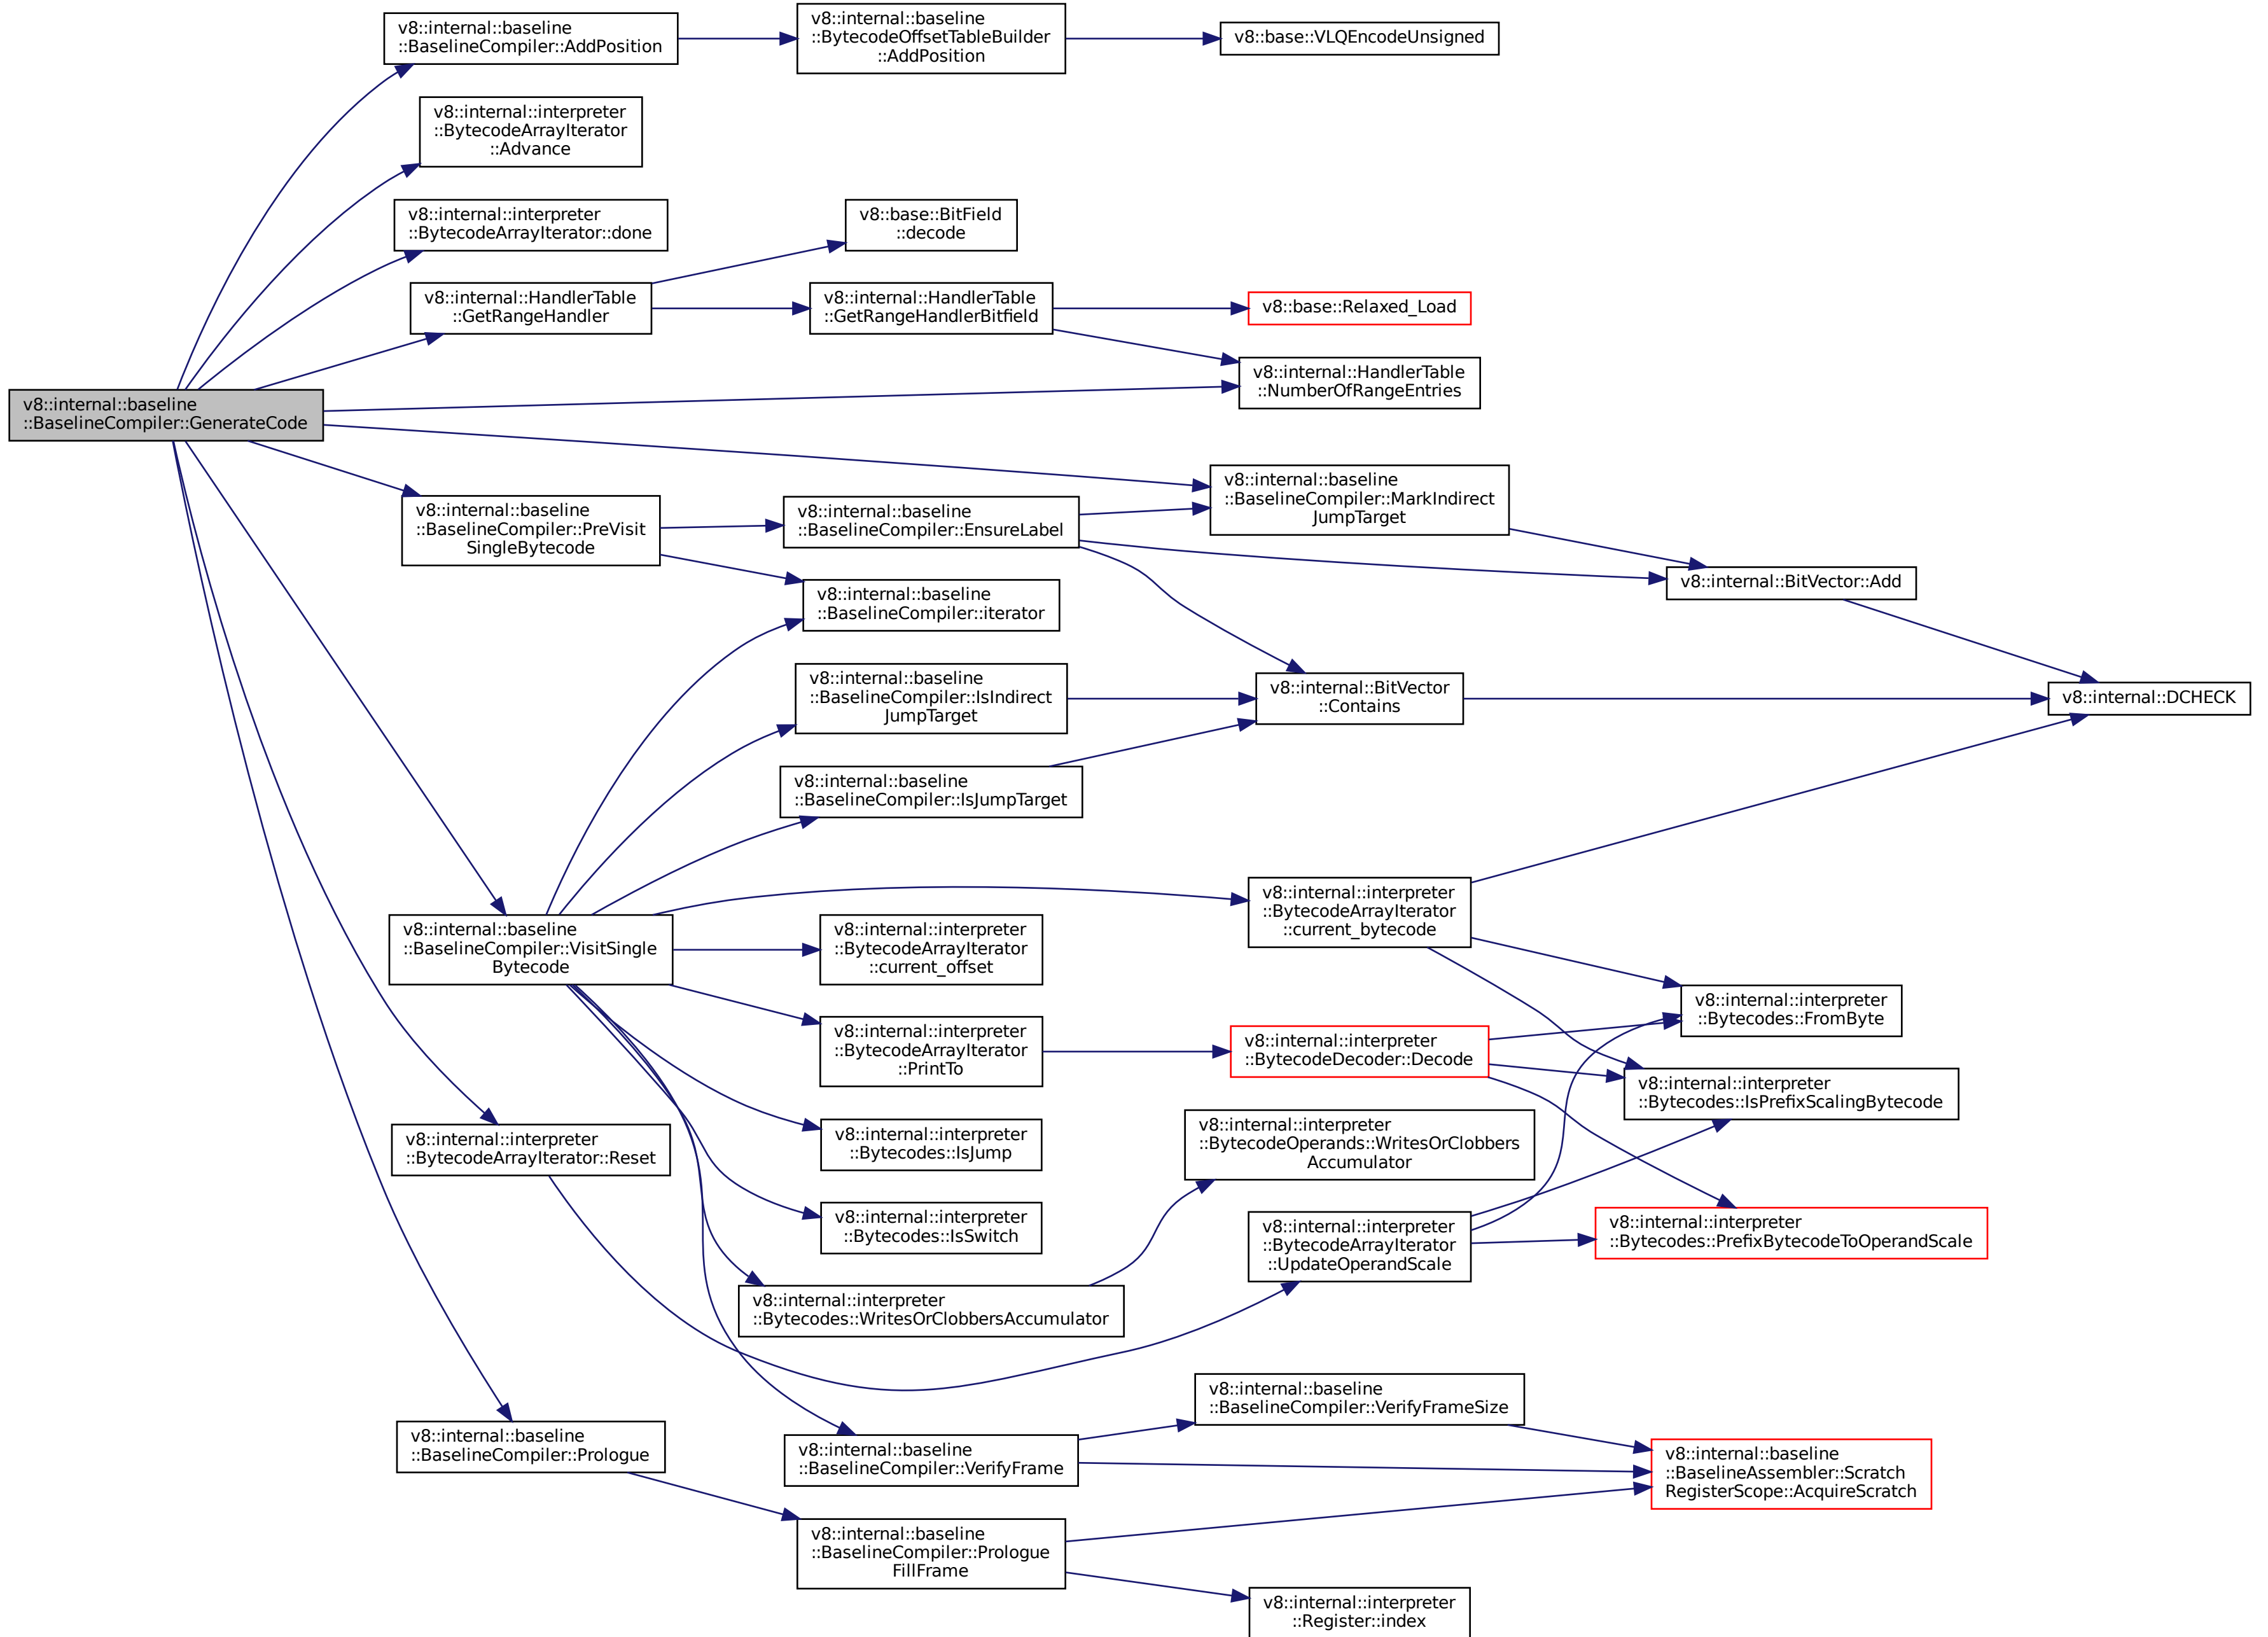 v8::internal::baseline
::BaselineCompiler::GenerateCode
v8::internal::baseline
::BaselineCompiler::AddPosition
v8::internal::baseline
::BytecodeOffsetTableBuilder
::AddPosition
v8::base::VLQEncodeUnsigned
v8::internal::interpreter
::BytecodeArrayIterator
::Advance
v8::internal::interpreter
::BytecodeArrayIterator::done
v8::internal::HandlerTable
::GetRangeHandler
v8::base::BitField
::decode
v8::internal::HandlerTable
::GetRangeHandlerBitfield
v8::base::Relaxed_Load
v8::internal::HandlerTable
::NumberOfRangeEntries
v8::internal::baseline
::BaselineCompiler::MarkIndirect
JumpTarget
v8::internal::baseline
::BaselineCompiler::PreVisit
SingleBytecode
v8::internal::baseline
::BaselineCompiler::EnsureLabel
v8::internal::BitVector::Add
v8::internal::baseline
::BaselineCompiler::iterator
v8::internal::baseline
::BaselineCompiler::IsIndirect
JumpTarget
v8::internal::BitVector
::Contains
v8::internal::DCHECK
v8::internal::baseline
::BaselineCompiler::IsJumpTarget
v8::internal::baseline
::BaselineCompiler::VisitSingle
Bytecode
v8::internal::interpreter
::BytecodeArrayIterator
::current_bytecode
v8::internal::interpreter
::BytecodeArrayIterator
::current_offset
v8::internal::interpreter
::BytecodeArrayIterator
::PrintTo
v8::internal::interpreter
::BytecodeDecoder::Decode
v8::internal::interpreter
::Bytecodes::FromByte
v8::internal::interpreter
::Bytecodes::IsPrefixScalingBytecode
v8::internal::interpreter
::BytecodeArrayIterator::Reset
v8::internal::interpreter
::Bytecodes::IsJump
v8::internal::interpreter
::BytecodeOperands::WritesOrClobbers
Accumulator
v8::internal::interpreter
::Bytecodes::IsSwitch
v8::internal::interpreter
::BytecodeArrayIterator
::UpdateOperandScale
v8::internal::interpreter
::Bytecodes::PrefixBytecodeToOperandScale
v8::internal::interpreter
::Bytecodes::WritesOrClobbersAccumulator
v8::internal::baseline
::BaselineCompiler::VerifyFrameSize
v8::internal::baseline
::BaselineCompiler::Prologue
v8::internal::baseline
::BaselineCompiler::VerifyFrame
v8::internal::baseline
::BaselineAssembler::Scratch
RegisterScope::AcquireScratch
v8::internal::baseline
::BaselineCompiler::Prologue
FillFrame
v8::internal::interpreter
::Register::index